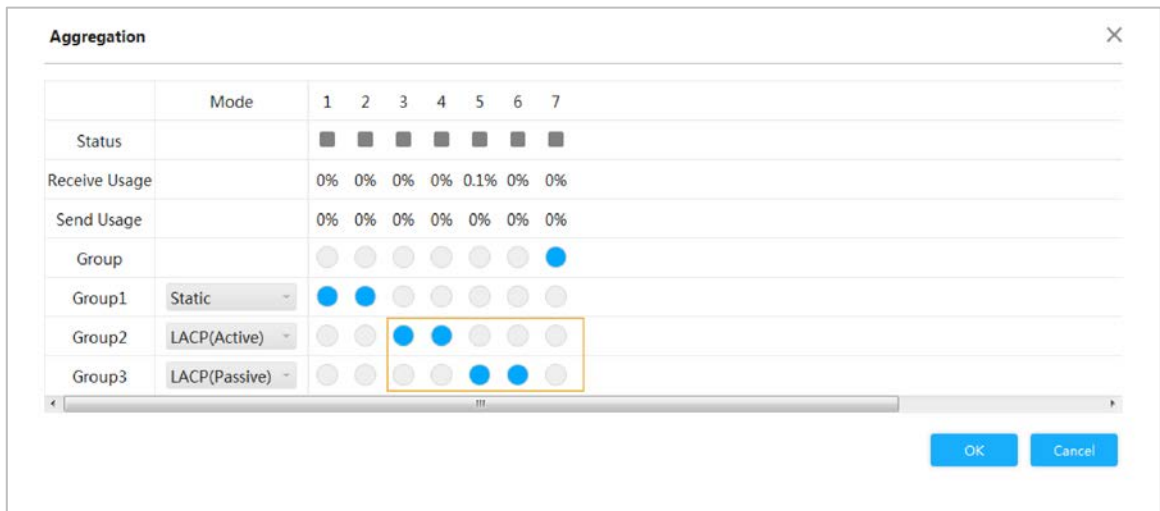 Aggregation
Mode 1 2 3 4 5 6 7
Status
Receive Usage 0% 0% 0% 0% 0.1% 0% 0%
Send Usage 0% 0% 0% 0% 0% 0% 0%
Group
Group1 Static
Group2 LACP(Active)
Group3 LACP(Passive)
OK Cancel